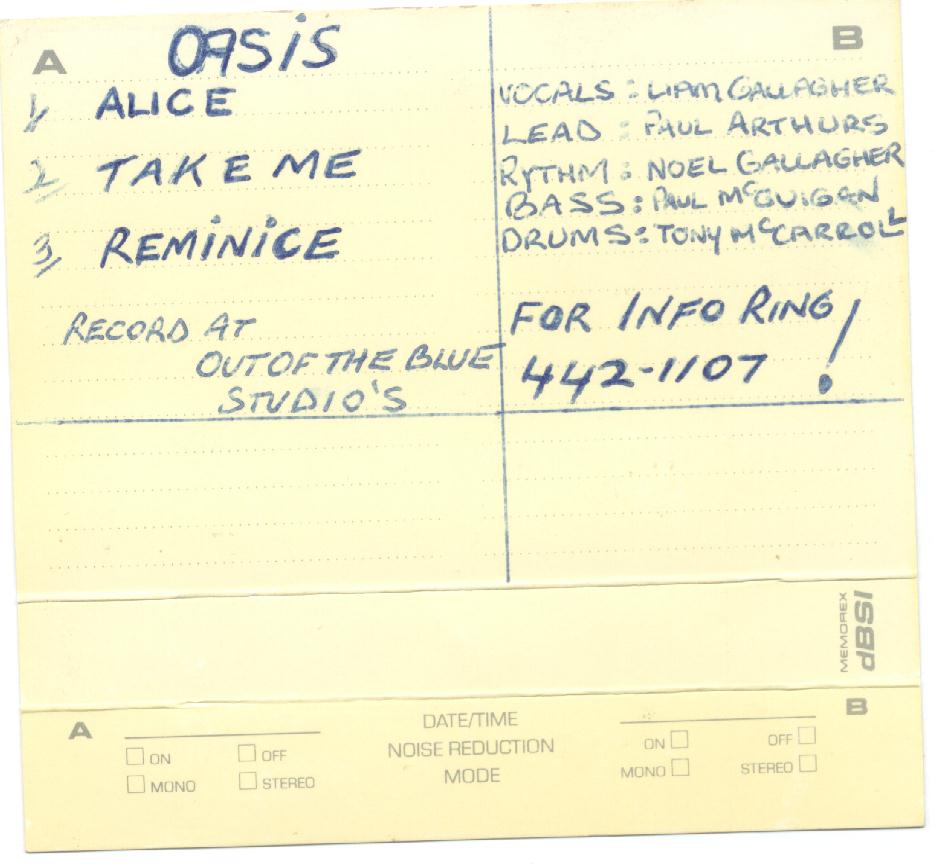 A
OASIS
1, ALICE
2, TAKE ME
3, REMINICE
RECORD AT
OUT OF THE BLUE
STUDIO'S
B
VOCALS: LIAM GALLAGHER
LEAD: PAUL ARTHURS
RYTHM: NOEL GALLAGHER
BASS: PAUL McGUIGAN
DRUMS: TONY McCARROLL
FOR INFO RING
442-1107 !
MEMOREX
dBSI
A
ON OFF
MONO STEREO
DATE/TIME
NOISE REDUCTION
MODE
B
ON OFF
MONO STEREO